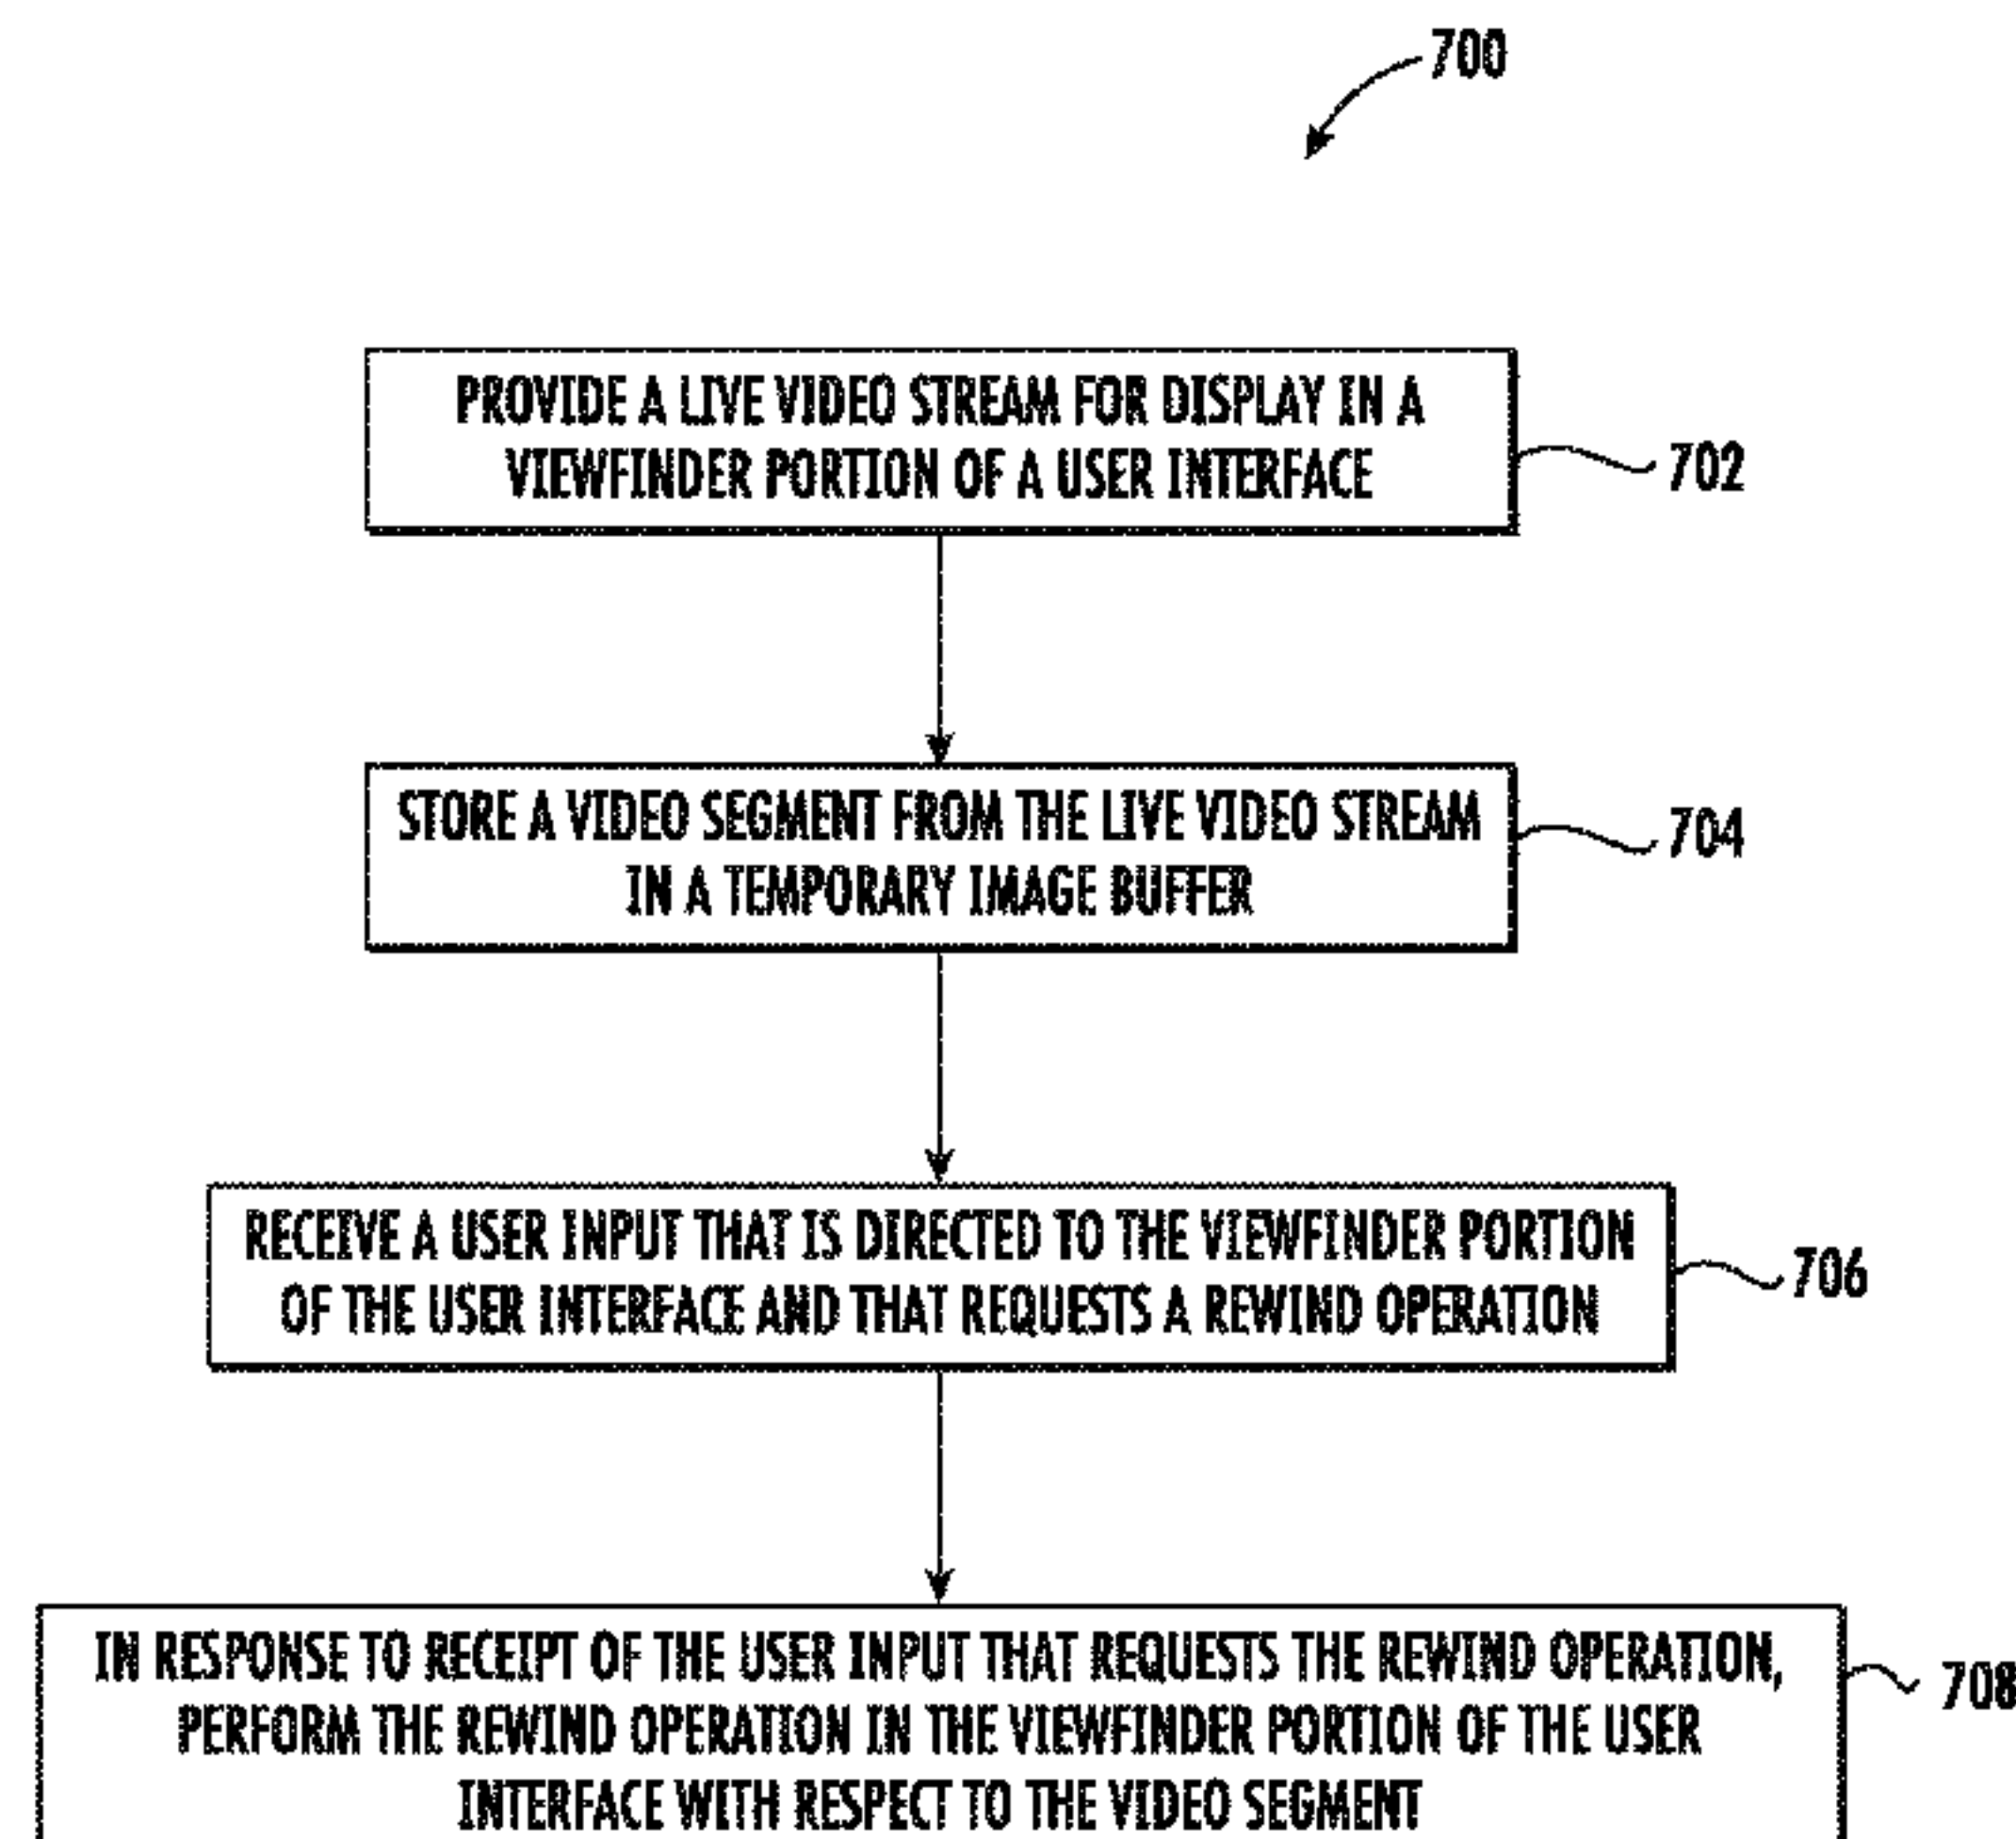 700
PROVIDE A LIVE VIDEO STREAM FOR DISPLAY IN A
VIEWFINDER PORTION OF A USER INTERFACE
702
STORE A VIDEO SEGMENT FROM THE LIVE VIDEO STREAM
IN A TEMPORARY IMAGE BUFFER
704
RECEIVE A USER INPUT THAT IS DIRECTED TO THE VIEWFINDER PORTION
OF THE USER INTERFACE AND THAT REQUESTS A REWIND OPERATION
706
IN RESPONSE TO RECEIPT OF THE USER INPUT THAT REQUESTS THE REWIND OPERATION,
PERFORM THE REWIND OPERATION IN THE VIEWFINDER PORTION OF THE USER
INTERFACE WITH RESPECT TO THE VIDEO SEGMENT
708